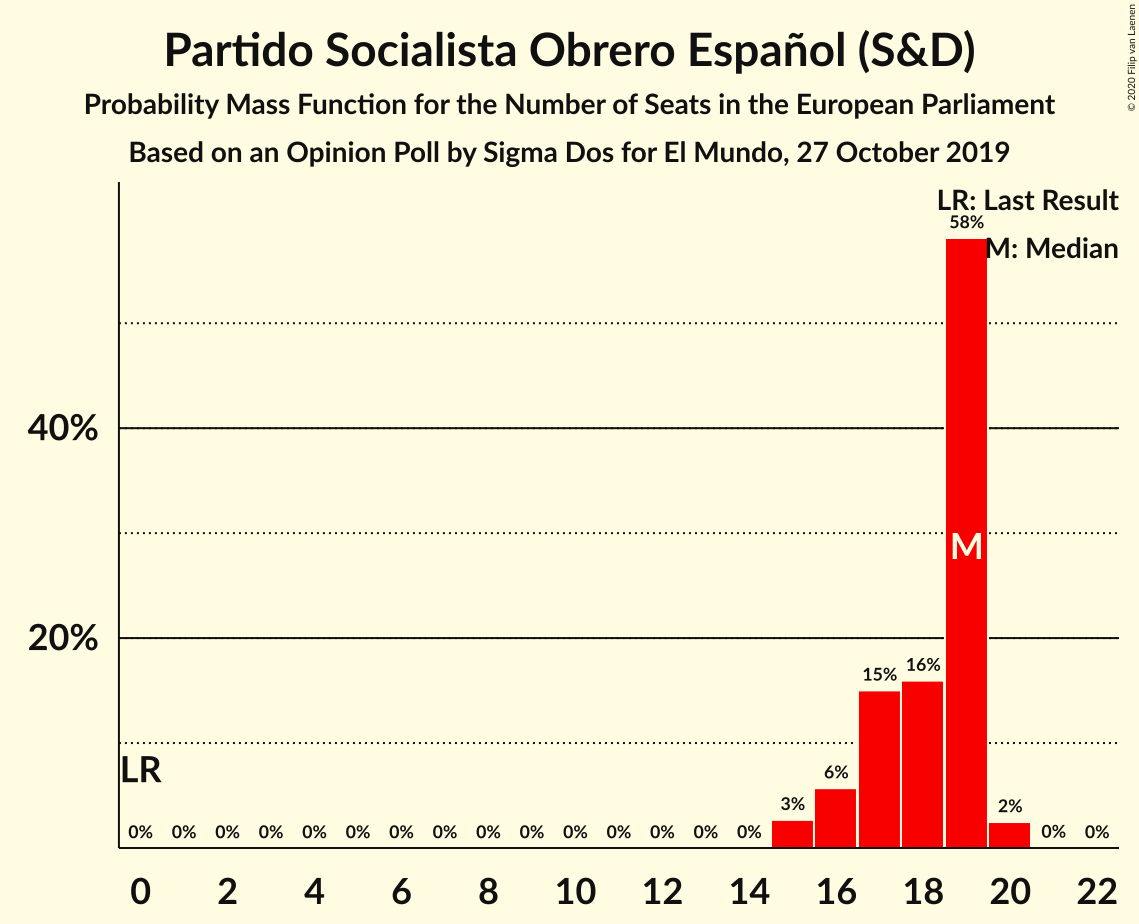 Partido Socialista Obrero Español (S&D)
Probability Mass Function for the Number of Seats in the European Parliament
Based on an Opinion Poll by Sigma Dos for El Mundo, 27 October 2019
© 2020 Filip van Laenen
LR: Last Result
58%
M: Median
40%
M
20%
16%
15%
LR
6%
3%
2%
0% 0% 0% 0% 0% 0% 0% 0% 0% 0% 0% 0% 0% 0% 0% 0% 0%
0 2 4 6 8 10 12 14 16 18 20 22